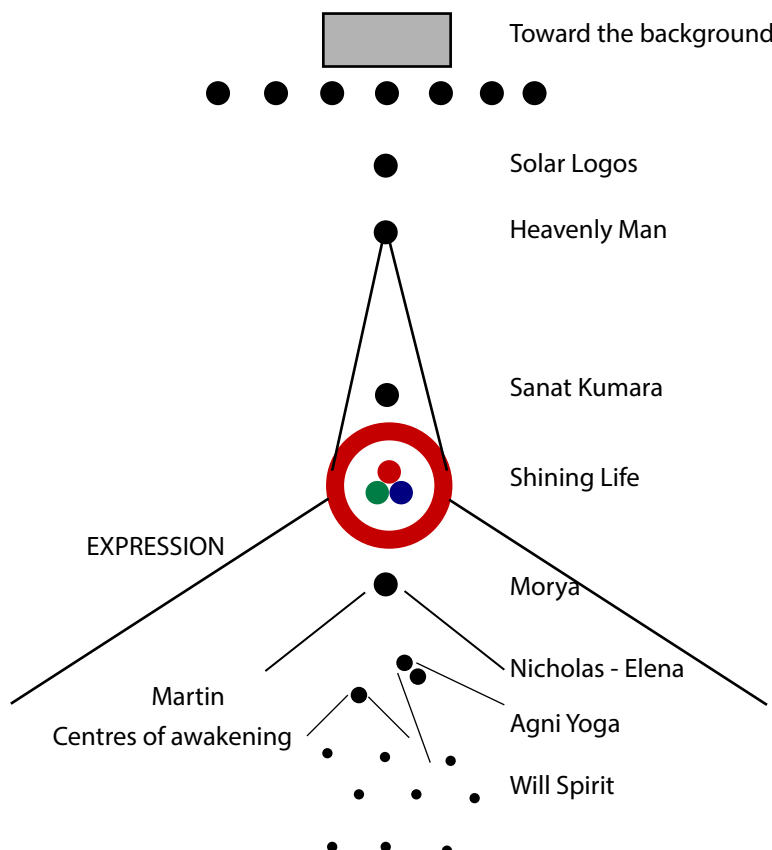 Toward the background
Solar Logos
Heavenly Man
Sanat Kumara
Shining Life
EXPRESSION
Morya
Nicholas - Elena
Martin
Agni Yoga
Centres of awakening
Will Spirit